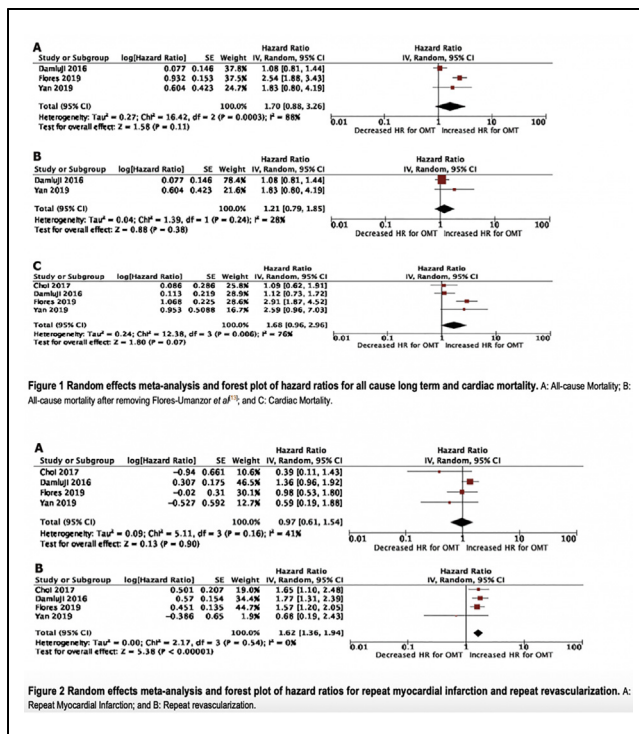 A
Hazard Ratio Hazard Ratio
Study or Subgroup log[Hazard Ratio] SE Weight IV, Random, 95% CI IV, Random, 95% CI
Damluji 2016 0.077 0.146 37.8% 1.08 [0.81, 1.44]
Flores 2019 0.932 0.153 37.5% 2.54 [1.88, 3.43]
Yan 2019 0.604 0.423 24.7% 1.83 [0.80, 4.19]
Total (95% CI) 100.0% 1.70 [0.88, 3.26]
Heterogeneity: Tau² = 0.27; Chi² = 16.42, df = 2 (P = 0.0003); I² = 88%
Test for overall effect: Z = 1.58 (P = 0.11)
0.01 0.1 1 10 100
Decreased HR for OMT Increased HR for OMT
B
Hazard Ratio Hazard Ratio
Study or Subgroup log[Hazard Ratio] SE Weight IV, Random, 95% CI IV, Random, 95% CI
Damluji 2016 0.077 0.146 78.4% 1.08 [0.81, 1.44]
Yan 2019 0.604 0.423 21.6% 1.83 [0.80, 4.19]
Total (95% CI) 100.0% 1.21 [0.79, 1.85]
Heterogeneity: Tau² = 0.04; Chi² = 1.39, df = 1 (P = 0.24); I² = 28%
Test for overall effect: Z = 0.88 (P = 0.38)
0.01 0.1 1 10 100
Decreased HR for OMT Increased HR for OMT
C
Hazard Ratio Hazard Ratio
Study or Subgroup log[Hazard Ratio] SE Weight IV, Random, 95% CI IV, Random, 95% CI
Choi 2017 0.086 0.286 25.8% 1.09 [0.62, 1.91]
Damluji 2016 0.113 0.219 28.9% 1.12 [0.73, 1.72]
Flores 2019 1.068 0.225 28.6% 2.91 [1.87, 4.52]
Yan 2019 0.953 0.5088 16.7% 2.59 [0.96, 7.03]
Total (95% CI) 100.0% 1.68 [0.96, 2.96]
Heterogeneity: Tau² = 0.24; Chi² = 12.38, df = 3 (P = 0.006); I² = 76%
Test for overall effect: Z = 1.80 (P = 0.07)
0.01 0.1 1 10 100
Decreased HR for OMT Increased HR for OMT
Figure 1 Random effects meta-analysis and forest plot of hazard ratios for all cause long term and cardiac mortality. A: All-cause Mortality; B:
All-cause mortality after removing Flores-Umanzor et al; and C: Cardiac Mortality.
A
Hazard Ratio Hazard Ratio
Study or Subgroup log[Hazard Ratio] SE Weight IV, Random, 95% CI IV, Random, 95% CI
Choi 2017 -0.94 0.661 10.6% 0.39 [0.11, 1.43]
Damluji 2016 0.307 0.175 46.5% 1.36 [0.96, 1.92]
Flores 2019 -0.02 0.31 30.1% 0.98 [0.53, 1.80]
Yan 2019 -0.527 0.592 12.7% 0.59 [0.19, 1.88]
Total (95% CI) 100.0% 0.97 [0.61, 1.54]
Heterogeneity: Tau² = 0.09; Chi² = 5.11, df = 3 (P = 0.16); I² = 41%
Test for overall effect: Z = 0.13 (P = 0.90)
0.01 0.1 1 10 100
Decreased HR for OMT Increased HR for OMT
B
Hazard Ratio Hazard Ratio
Study or Subgroup log[Hazard Ratio] SE Weight IV, Random, 95% CI IV, Random, 95% CI
Choi 2017 0.501 0.207 19.0% 1.65 [1.10, 2.48]
Damluji 2016 0.57 0.154 34.4% 1.77 [1.31, 2.39]
Flores 2019 0.451 0.135 44.7% 1.57 [1.20, 2.05]
Yan 2019 -0.386 0.65 1.9% 0.68 [0.19, 2.43]
Total (95% CI) 100.0% 1.62 [1.36, 1.94]
Heterogeneity: Tau² = 0.00; Chi² = 2.17, df = 3 (P = 0.54); I² = 0%
Test for overall effect: Z = 5.38 (P < 0.00001)
0.01 0.1 1 10 100
Decreased HR for OMT Increased HR for OMT
Figure 2 Random effects meta-analysis and forest plot of hazard ratios for repeat myocardial infarction and repeat revascularization. A:
Repeat Myocardial Infarction; and B: Repeat revascularization.